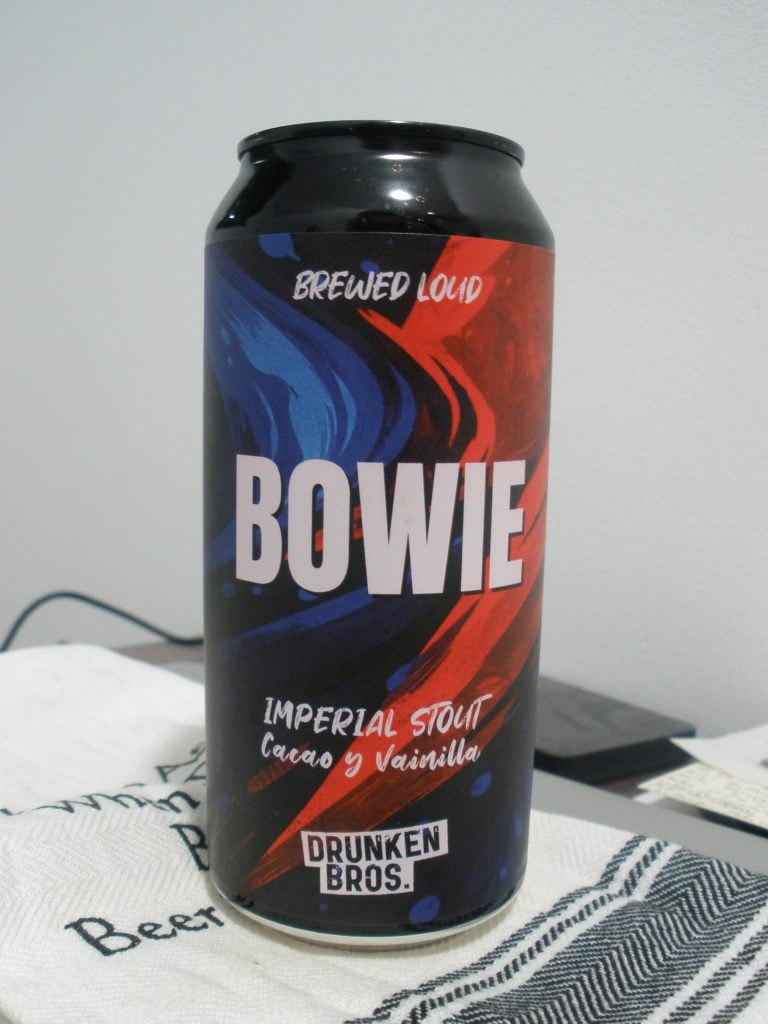 BREWED LOUD
BOWIE
IMPERIAL STOUT
Cacao y Vainilla
DRUNKEN
BROS.
Beer